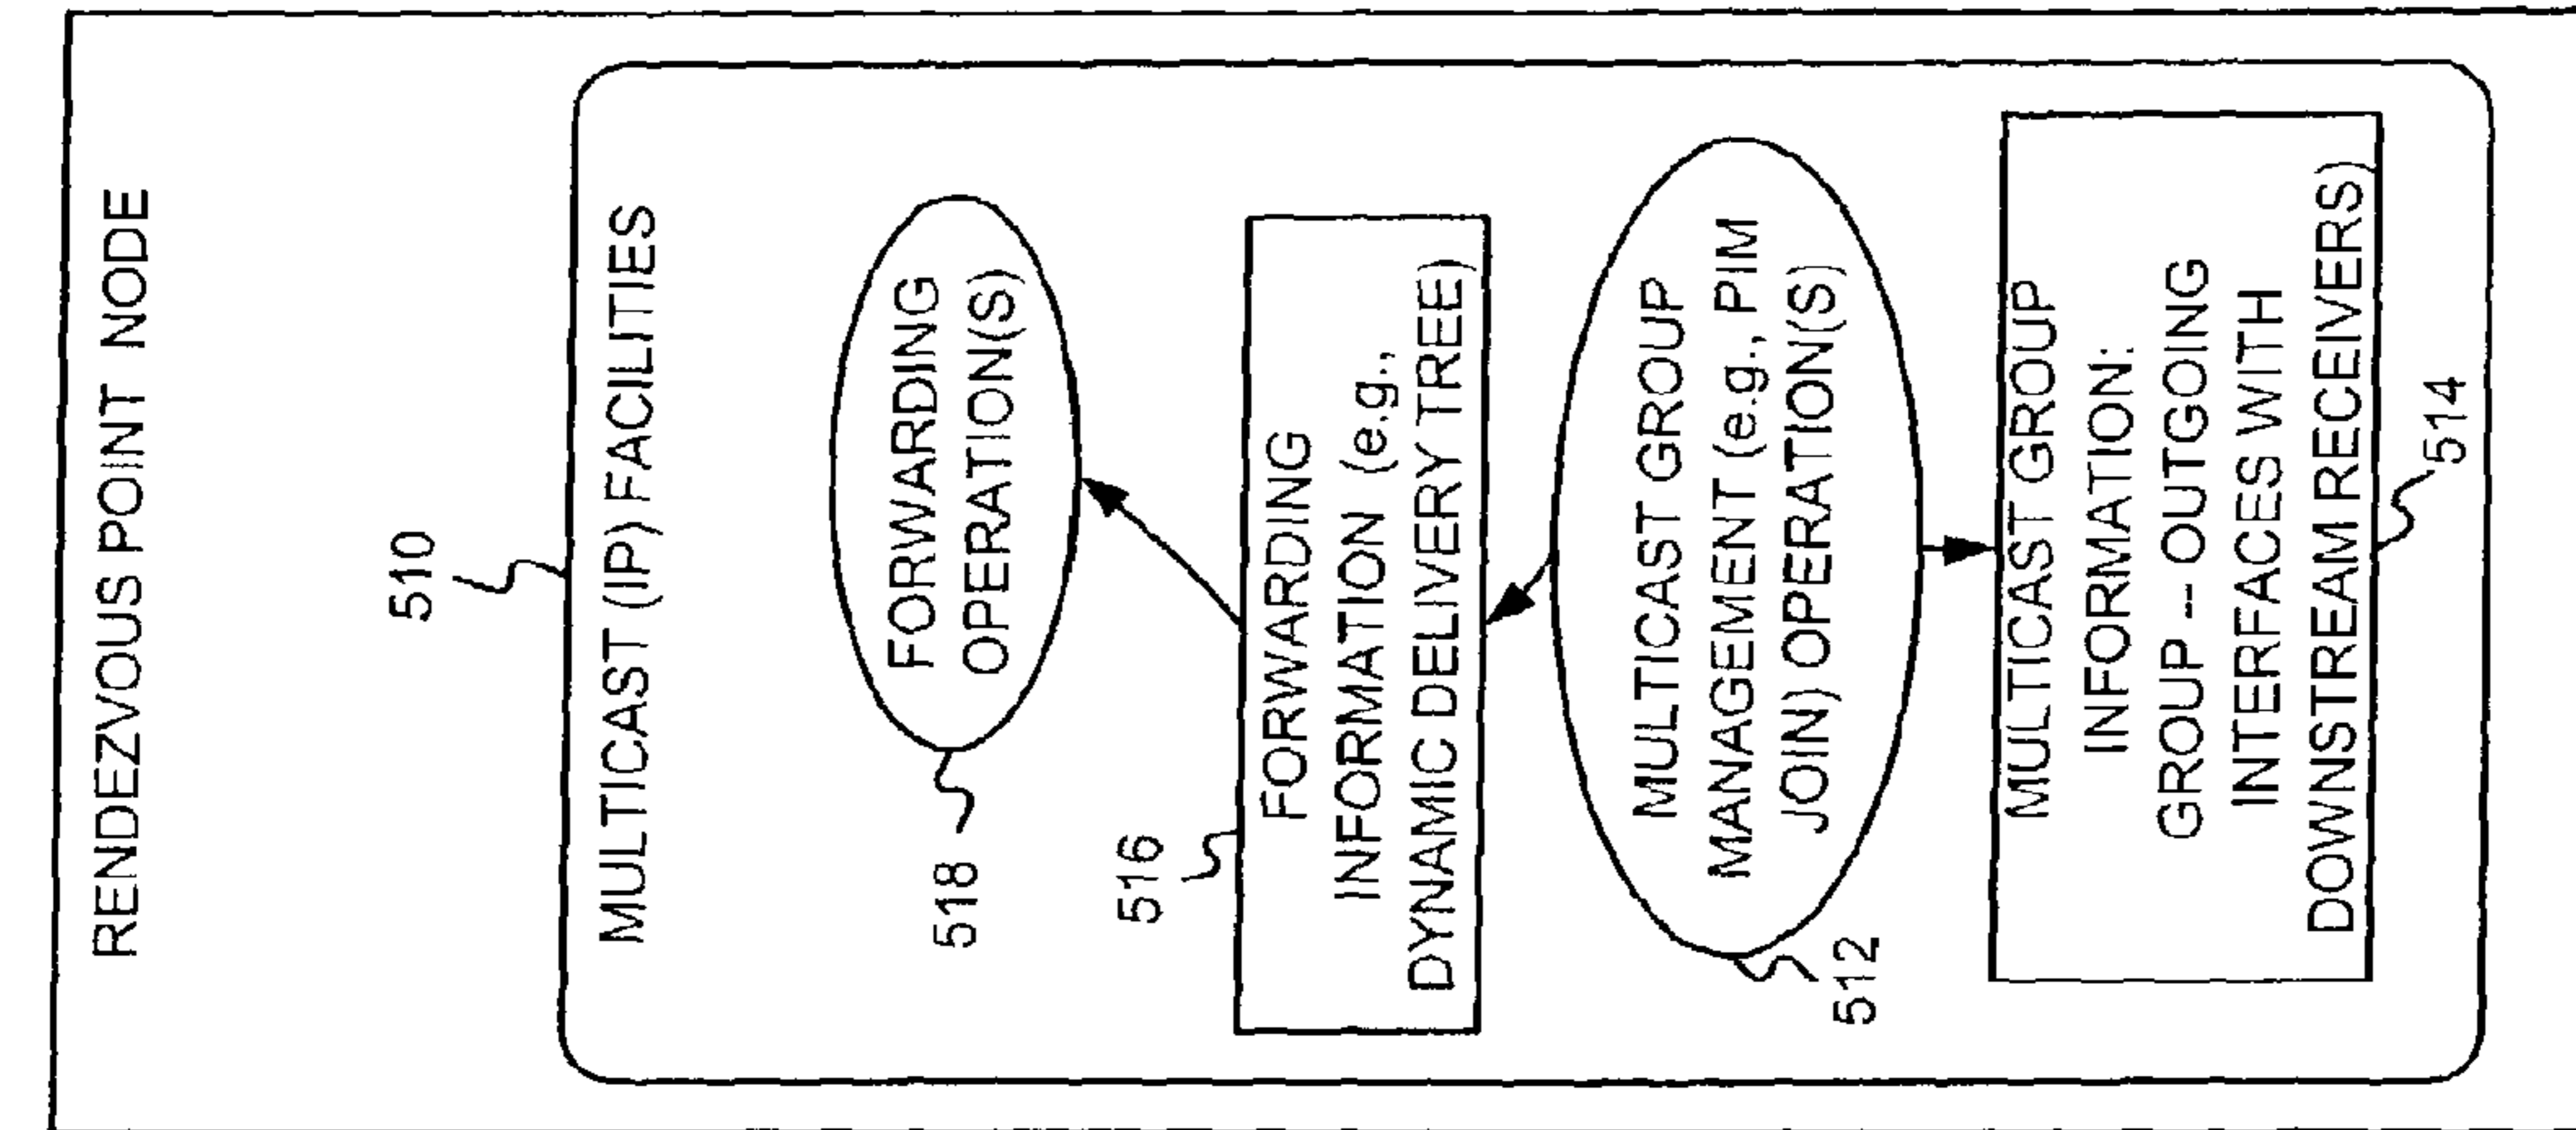 RENDEZVOUS POINT NODE
510
MULTICAST (IP) FACILITIES
518
FORWARDING
OPERATION(S)
516
FORWARDING
INFORMATION (e.g.,
DYNAMIC DELIVERY TREE)
MULTICAST GROUP
MANAGEMENT (e.g., PIM
JOIN) OPERATION(S)
512
MULTICAST GROUP
INFORMATION:
GROUP -- OUTGOING
INTERFACES WITH
DOWNSTREAM RECEIVERS)
514